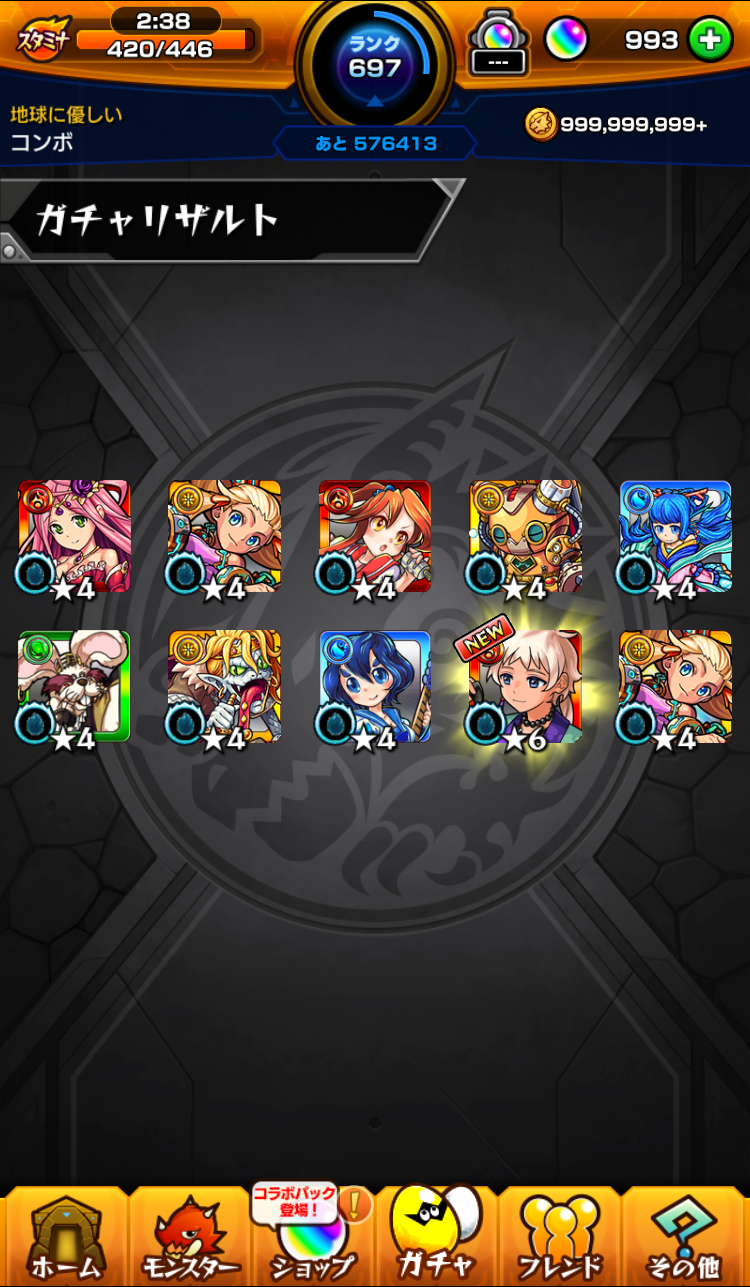 スタミナ
2:38
420/446
ランク
697
---
993
地球に優しい
コンボ
あと 576413
999,999,999+
ガチャリザルト
★4
★4
★4
★4
★4
★4
★4
★4
NEW
★6
★4
コラボパック
登場！
!
ホーム
モンスター
ショップ
ガチャ
フレンド
その他